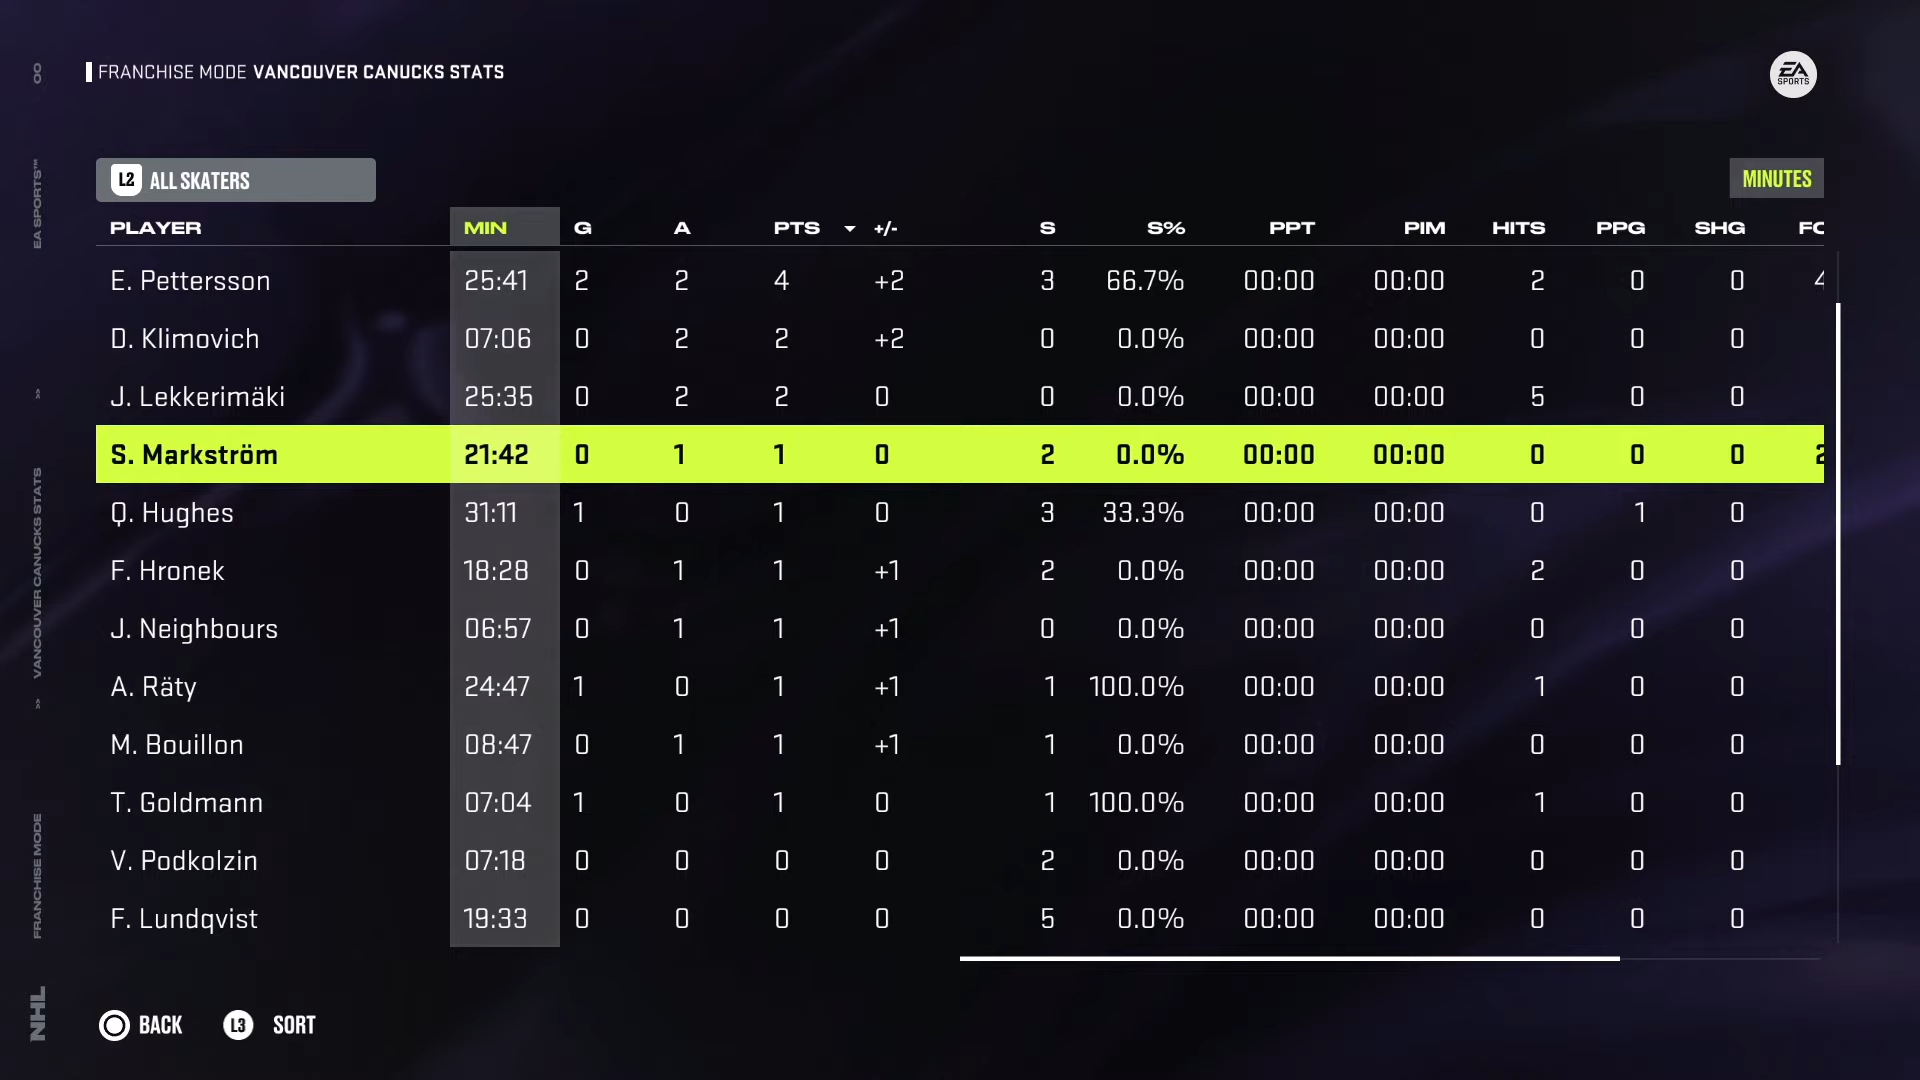 FRANCHISE MODE VANCOUVER CANUCKS STATS
EA SPORTS
L2 ALL SKATERS
MINUTES
PLAYER MIN G A PTS +/- S S% PPT PIM HITS PPG SHG
E. Pettersson 25:41 2 2 4 +2 3 66.7% 00:00 00:00 2 0 0
D. Klimovich 07:06 0 2 2 +2 0 0.0% 00:00 00:00 0 0 0
J. Lekkerimäki 25:35 0 2 2 0 0 0.0% 00:00 00:00 5 0 0
S. Markström 21:42 0 1 1 0 2 0.0% 00:00 00:00 0 0 0
Q. Hughes 31:11 1 0 1 0 3 33.3% 00:00 00:00 0 1 0
F. Hronek 18:28 0 1 1 +1 2 0.0% 00:00 00:00 2 0 0
J. Neighbours 06:57 0 1 1 +1 0 0.0% 00:00 00:00 0 0 0
A. Räty 24:47 1 0 1 +1 1 100.0% 00:00 00:00 1 0 0
M. Bouillon 08:47 0 1 1 +1 1 0.0% 00:00 00:00 0 0 0
T. Goldmann 07:04 1 0 1 0 1 100.0% 00:00 00:00 1 0 0
V. Podkolzin 07:18 0 0 0 0 2 0.0% 00:00 00:00 0 0 0
F. Lundqvist 19:33 0 0 0 0 5 0.0% 00:00 00:00 0 0 0
BACK L3 SORT
NHL FRANCHISE MODE >> VANCOUVER CANUCKS STATS >> EA SPORTS™